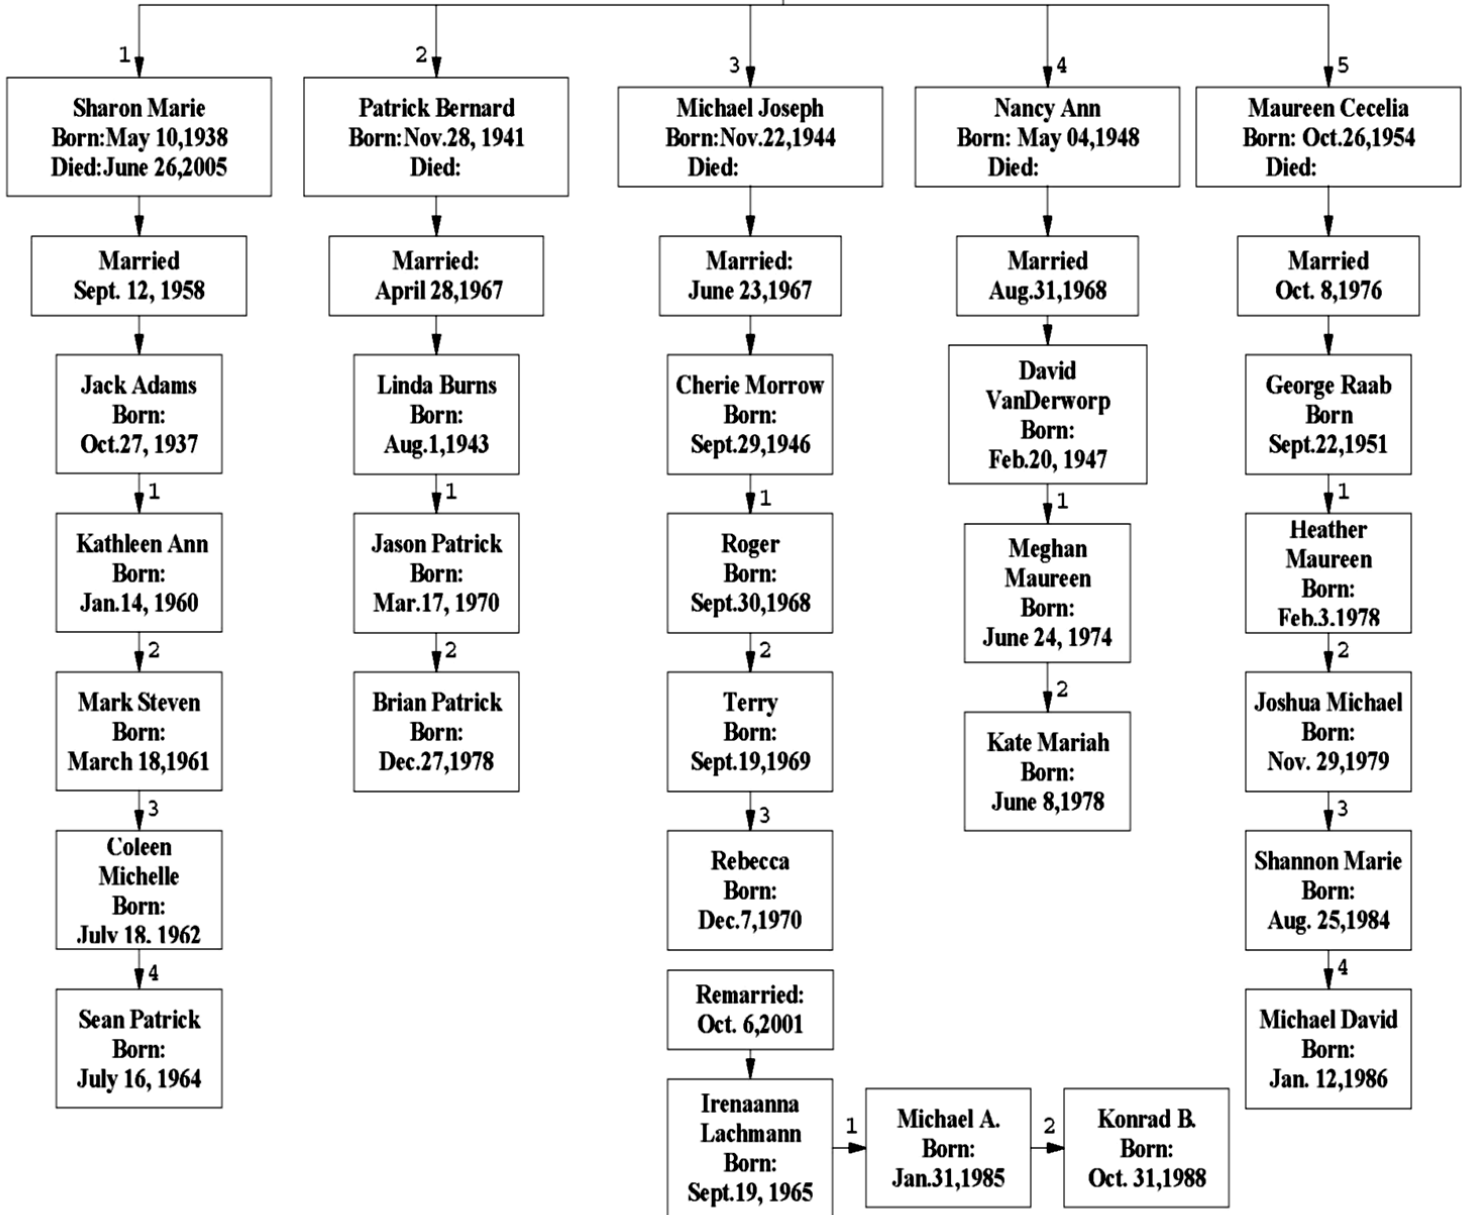 1
Sharon Marie
Born:May 10,1938
Died:June 26,2005
Married
Sept. 12, 1958
Jack Adams
Born:
Oct.27, 1937
1
Kathleen Ann
Born:
Jan.14, 1960
2
Mark Steven
Born:
March 18,1961
3
Coleen
Michelle
Born:
July 18, 1962
4
Sean Patrick
Born:
July 16, 1964
2
Patrick Bernard
Born:Nov.28, 1941
Died:
Married:
April 28,1967
Linda Burns
Born:
Aug.1,1943
1
Jason Patrick
Born:
Mar.17, 1970
2
Brian Patrick
Born:
Dec.27,1978
3
Michael Joseph
Born:Nov.22,1944
Died:
Married:
June 23,1967
Cherie Morrow
Born:
Sept.29,1946
1
Roger
Born:
Sept.30,1968
2
Terry
Born:
Sept.19,1969
3
Rebecca
Born:
Dec.7,1970
Remarried:
Oct. 6,2001
Irenaanna
Lachmann
Born:
Sept.19, 1965
1
Michael A.
Born:
Jan.31,1985
2
Konrad B.
Born:
Oct. 31,1988
4
Nancy Ann
Born: May 04,1948
Died:
Married
Aug.31,1968
David
VanDerworp
Born:
Feb.20, 1947
1
Meghan
Maureen
Born:
June 24, 1974
2
Kate Mariah
Born:
June 8,1978
5
Maureen Cecelia
Born: Oct.26,1954
Died:
Married
Oct. 8,1976
George Raab
Born
Sept.22,1951
1
Heather
Maureen
Born:
Feb.3,1978
2
Joshua Michael
Born:
Nov. 29,1979
3
Shannon Marie
Born:
Aug. 25,1984
4
Michael David
Born:
Jan. 12,1986